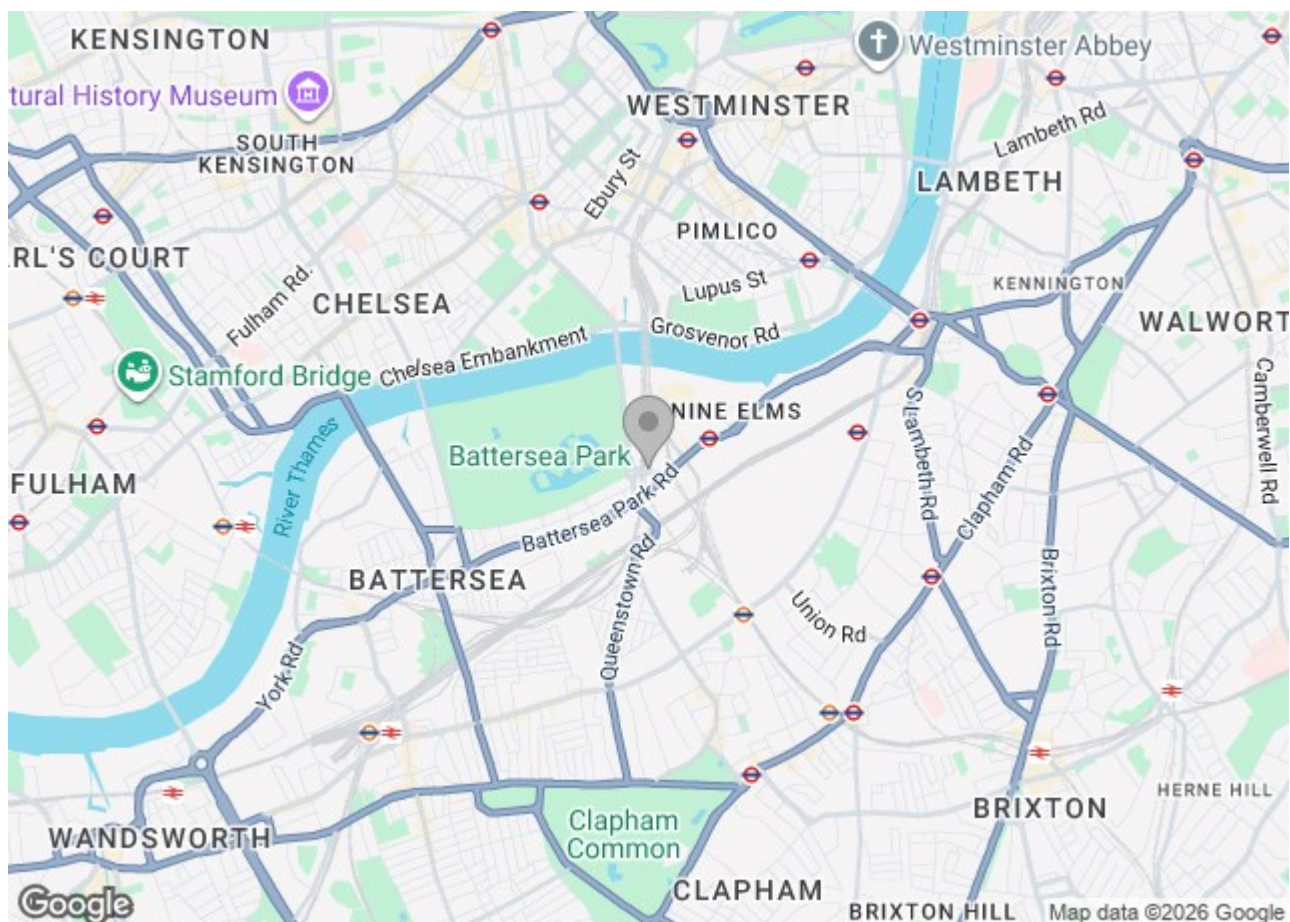 KENSINGTON
tural History Museum
SOUTH
KENSINGTON
Westminster Abbey
WESTMINSTER
Lambeth Rd
LAMBETH
Ebury St
PIMLICO
ARL'S COURT
Fulham Rd.
CHELSEA
Lupus St
KENNINGTON
Grosvenor Rd
WALWORT
Chelsea Embankment
Stamford Bridge
Camberwell Rd
NINE ELMS
S Lambeth Rd
Clapham Rd
Battersea Park
River Thames
FULHAM
Battersea Park Rd
BATTERSEA
Queenstown Rd
Union Rd
Brixton Rd
York Rd
HERNE HILL
BRIXTON
Clapham
Common
WANDSWORTH
CLAPHAM
BRIXTON HILL
Google
Map data ©2026 Google